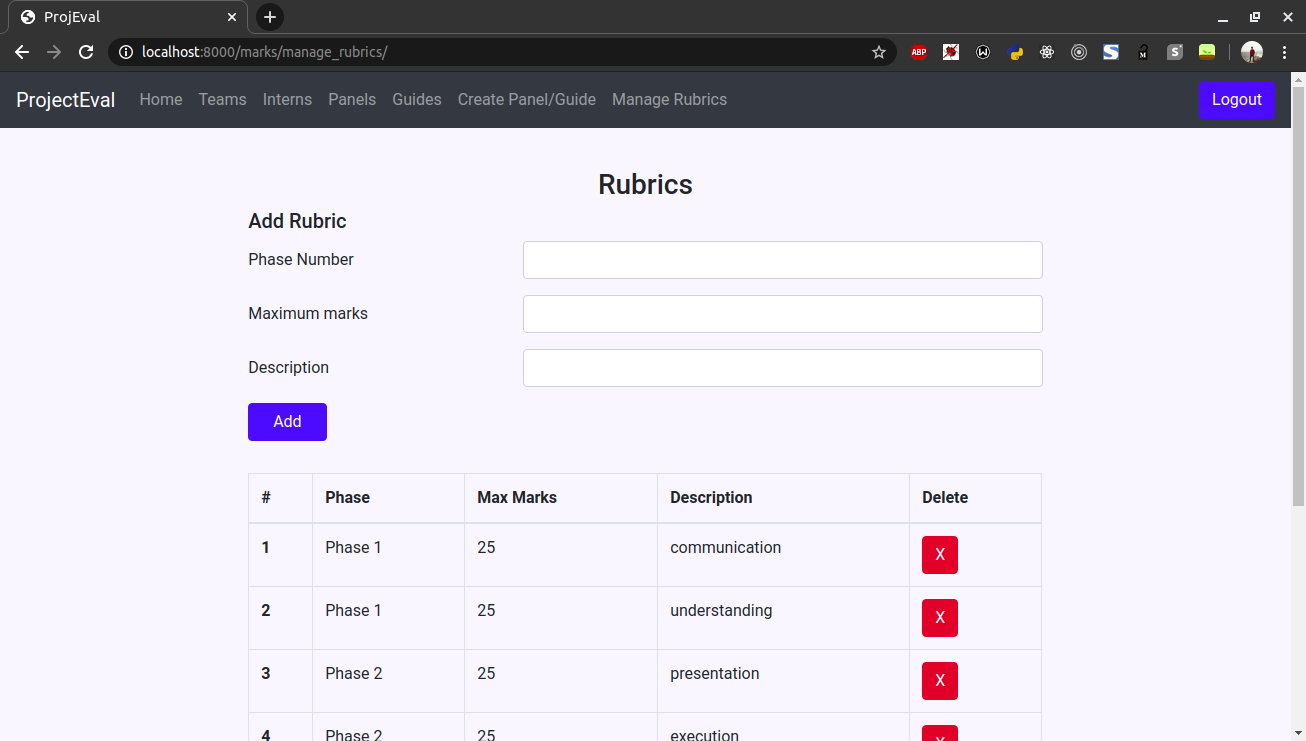 ProjEval
localhost:8000/marks/manage_rubrics/
ABP
ProjectEval Home Teams Interns Panels Guides Create Panel/Guide Manage Rubrics Logout
Rubrics
Add Rubric
Phase Number
Maximum marks
Description
Add
# Phase Max Marks Description Delete
1 Phase 1 25 communication X
2 Phase 1 25 understanding X
3 Phase 2 25 presentation X
4 Phase 2 25 execution X